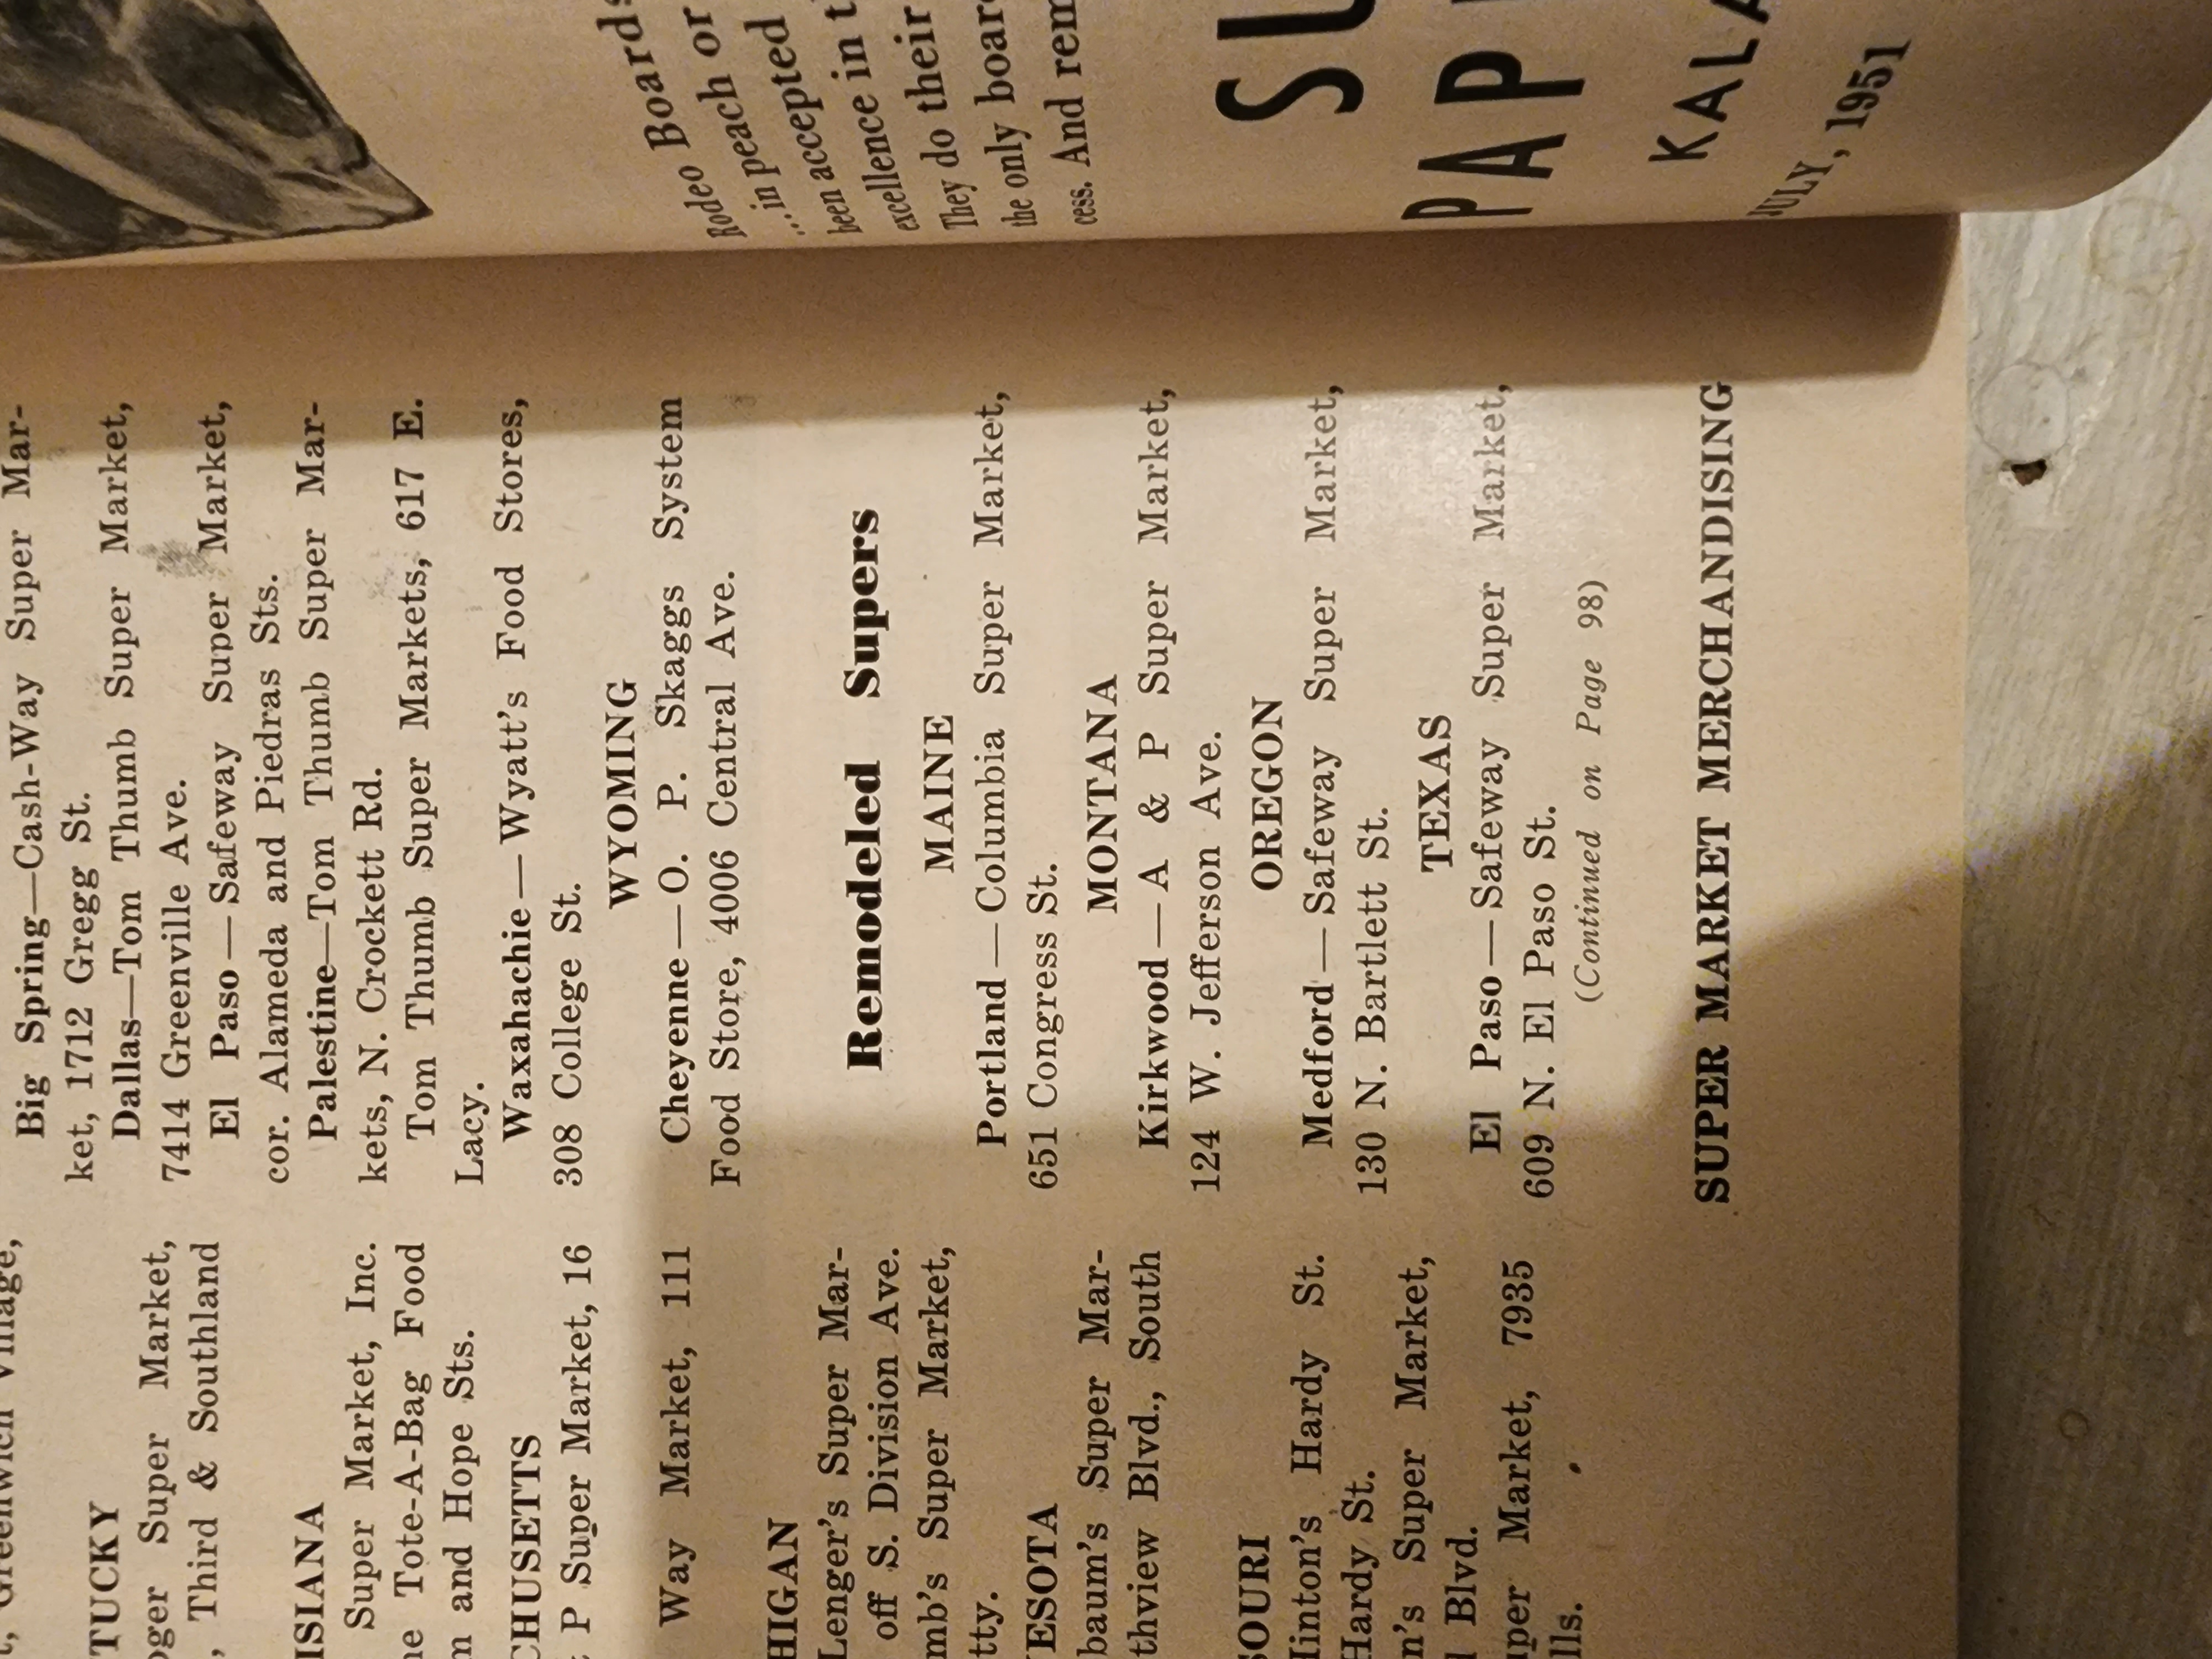 t, Greenwich Village,
TUCKY
oger Super Market,
, Third & Southland
ISIANA
Super Market, Inc.
ne Tote-A-Bag Food
m and Hope Sts.
CHUSETTS
P Super Market, 16
Way Market, 111
HIGAN
Lenger's Super Mar-
off S. Division Ave.
mb's Super Market,
tty.
ESOTA
baum's Super Mar-
thview Blvd., South
SOURI
Hinton's Hardy St.
Hardy St.
n's Super Market,
l Blvd.
uper Market, 7935
lls.
Big Spring—Cash-Way Super Mar-
ket, 1712 Gregg St.
Dallas—Tom Thumb Super Market,
7414 Greenville Ave.
El Paso—Safeway Super Market,
cor. Alameda and Piedras Sts.
Palestine—Tom Thumb Super Mar-
kets, N. Crockett Rd.
Tom Thumb Super Markets, 617 E.
Lacy.
Waxahachie—Wyatt's Food Stores,
308 College St.
WYOMING
Cheyenne—O. P. Skaggs System
Food Store, 4006 Central Ave.
Remodeled Supers
MAINE
Portland—Columbia Super Market,
651 Congress St.
MONTANA
Kirkwood—A & P Super Market,
124 W. Jefferson Ave.
OREGON
Medford—Safeway Super Market,
130 N. Bartlett St.
TEXAS
El Paso—Safeway Super Market,
609 N. El Paso St.
(Continued on Page 98)
SUPER MARKET MERCHANDISING
Rodeo Boards
Rodeo Board
...in peach or
been accepted
excellence in t
They do their
the only boar
cess. And rem
SU
PAP
KALA
JULY, 1951